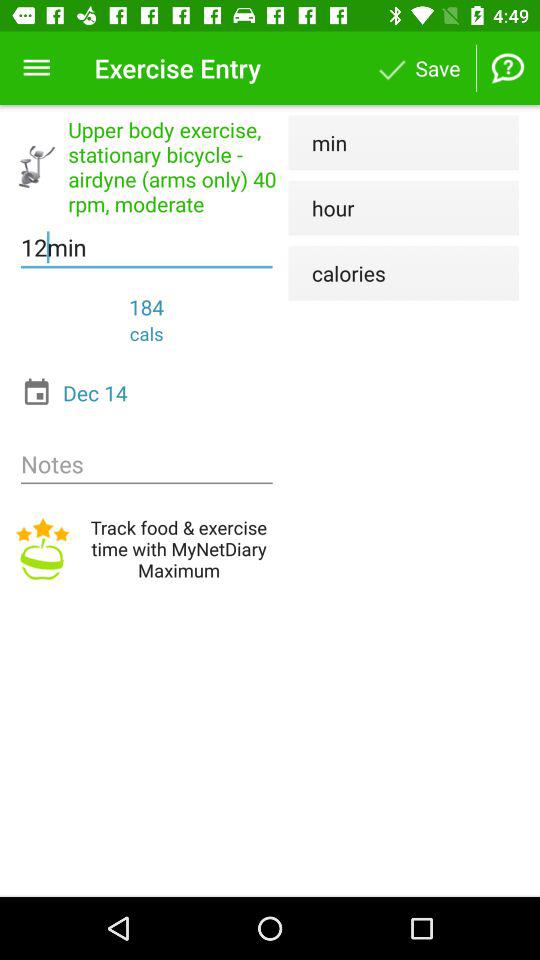 4:49
Exercise Entry
Save
Upper body exercise,
stationary bicycle -
airdyne (arms only) 40
rpm, moderate
12min
min
hour
calories
184
cals
Dec 14
Notes
Track food & exercise
time with MyNetDiary
Maximum